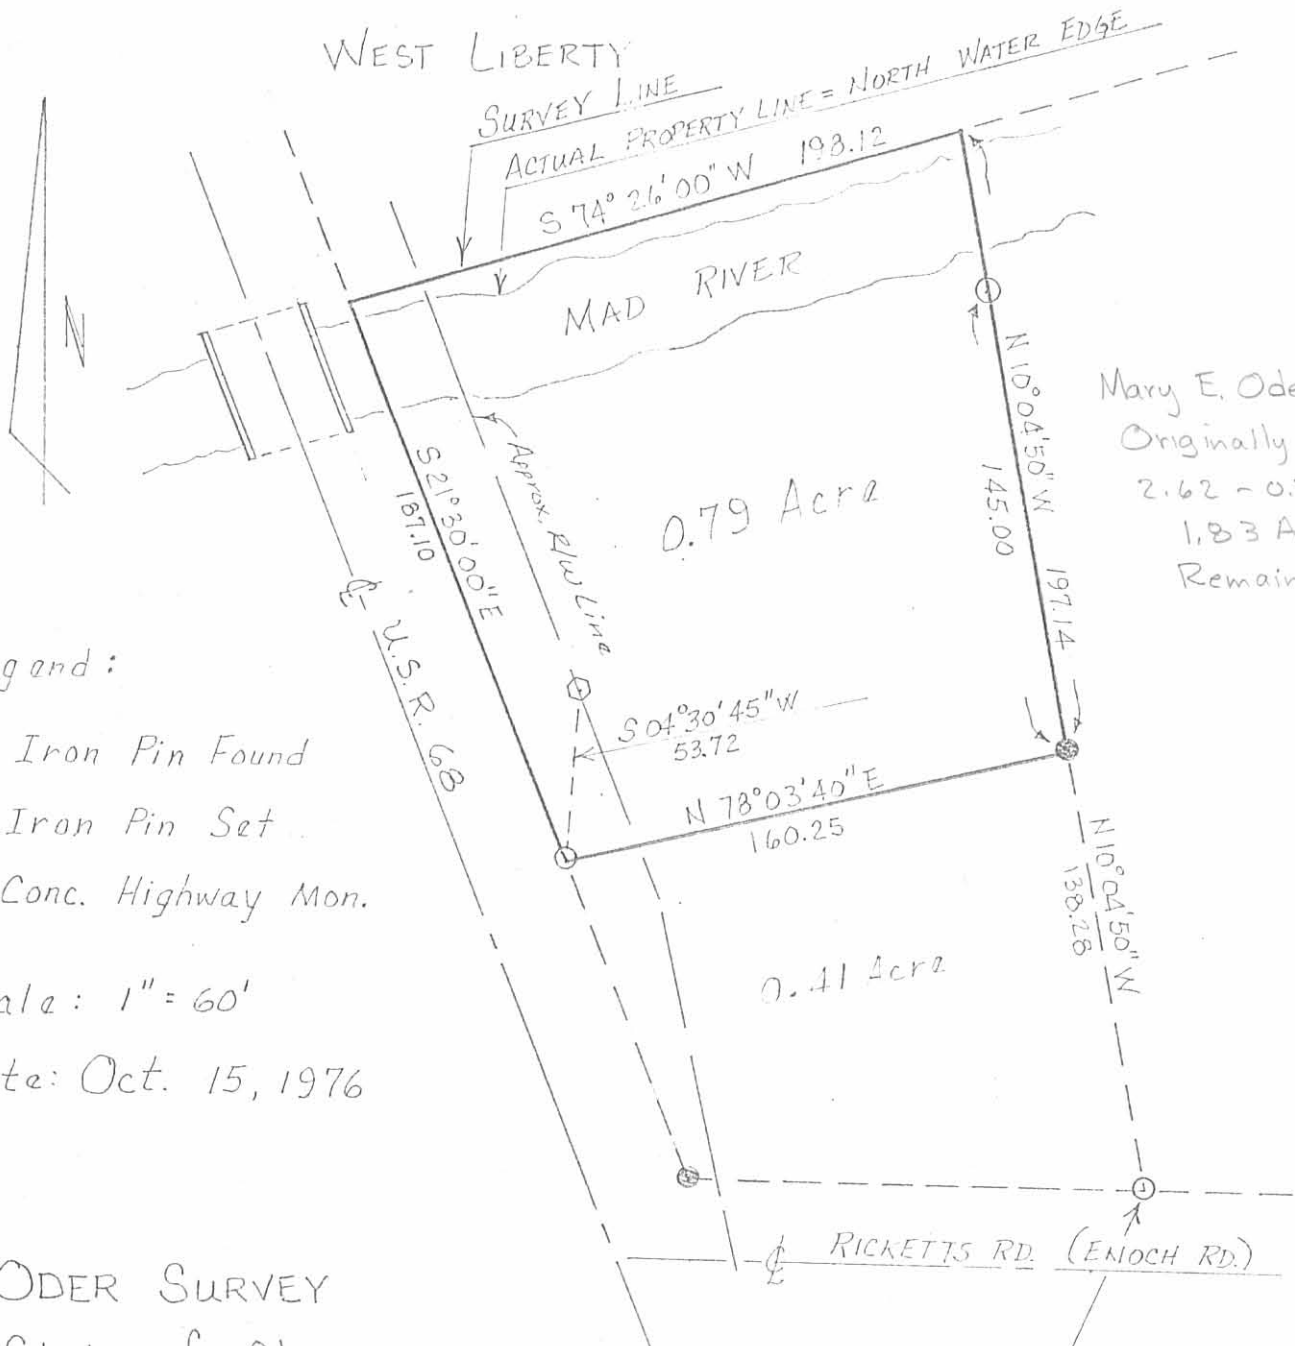 WEST LIBERTY
SURVEY LINE
ACTUAL PROPERTY LINE = NORTH WATER EDGE
S 74° 26' 00" W 198.12
N
MAD RIVER
N 10° 04' 50" W
145.00
197.14
Mary E. Ode
Originally
2.62 - 0.
1.83 A
Remain
S 21° 30' 00" E
187.10
Approx. R/W Line
0.79 Acre
℄ U.S.R. 68
gend:
Iron Pin Found
Iron Pin Set
Conc. Highway Mon.
S 04° 30' 45" W
53.72
N 78° 03' 40" E
160.25
N 10° 04' 50" W
138.28
0.41 Acre
ale: 1" = 60'
te: Oct. 15, 1976
℄ RICKETTS RD. (ENOCH RD.)
ODER SURVEY